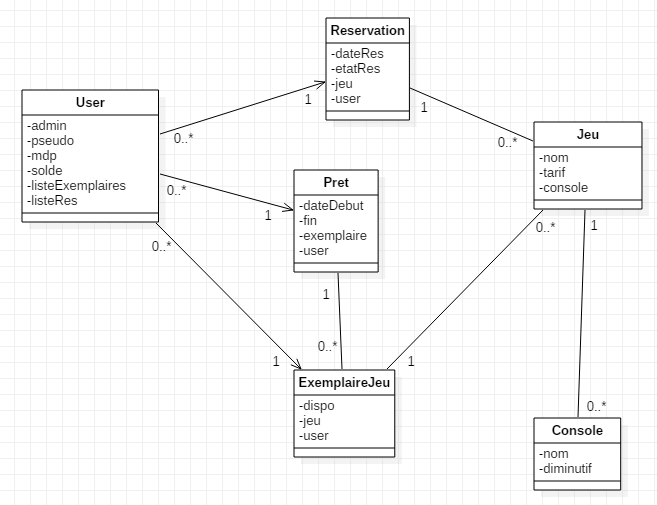 Reservation
-dateRes
-etatRes
-jeu
-user
User
-admin
-pseudo
-mdp
-solde
-listeExemplaires
-listeRes
1
0..*
1
0..*
Jeu
-nom
-tarif
-console
Pret
-dateDebut
-fin
-exemplaire
-user
0..*
1
0..*
1
0..*
1
0..*
1
0..*
1
ExemplaireJeu
-dispo
-jeu
-user
0..*
Console
-nom
-diminutif